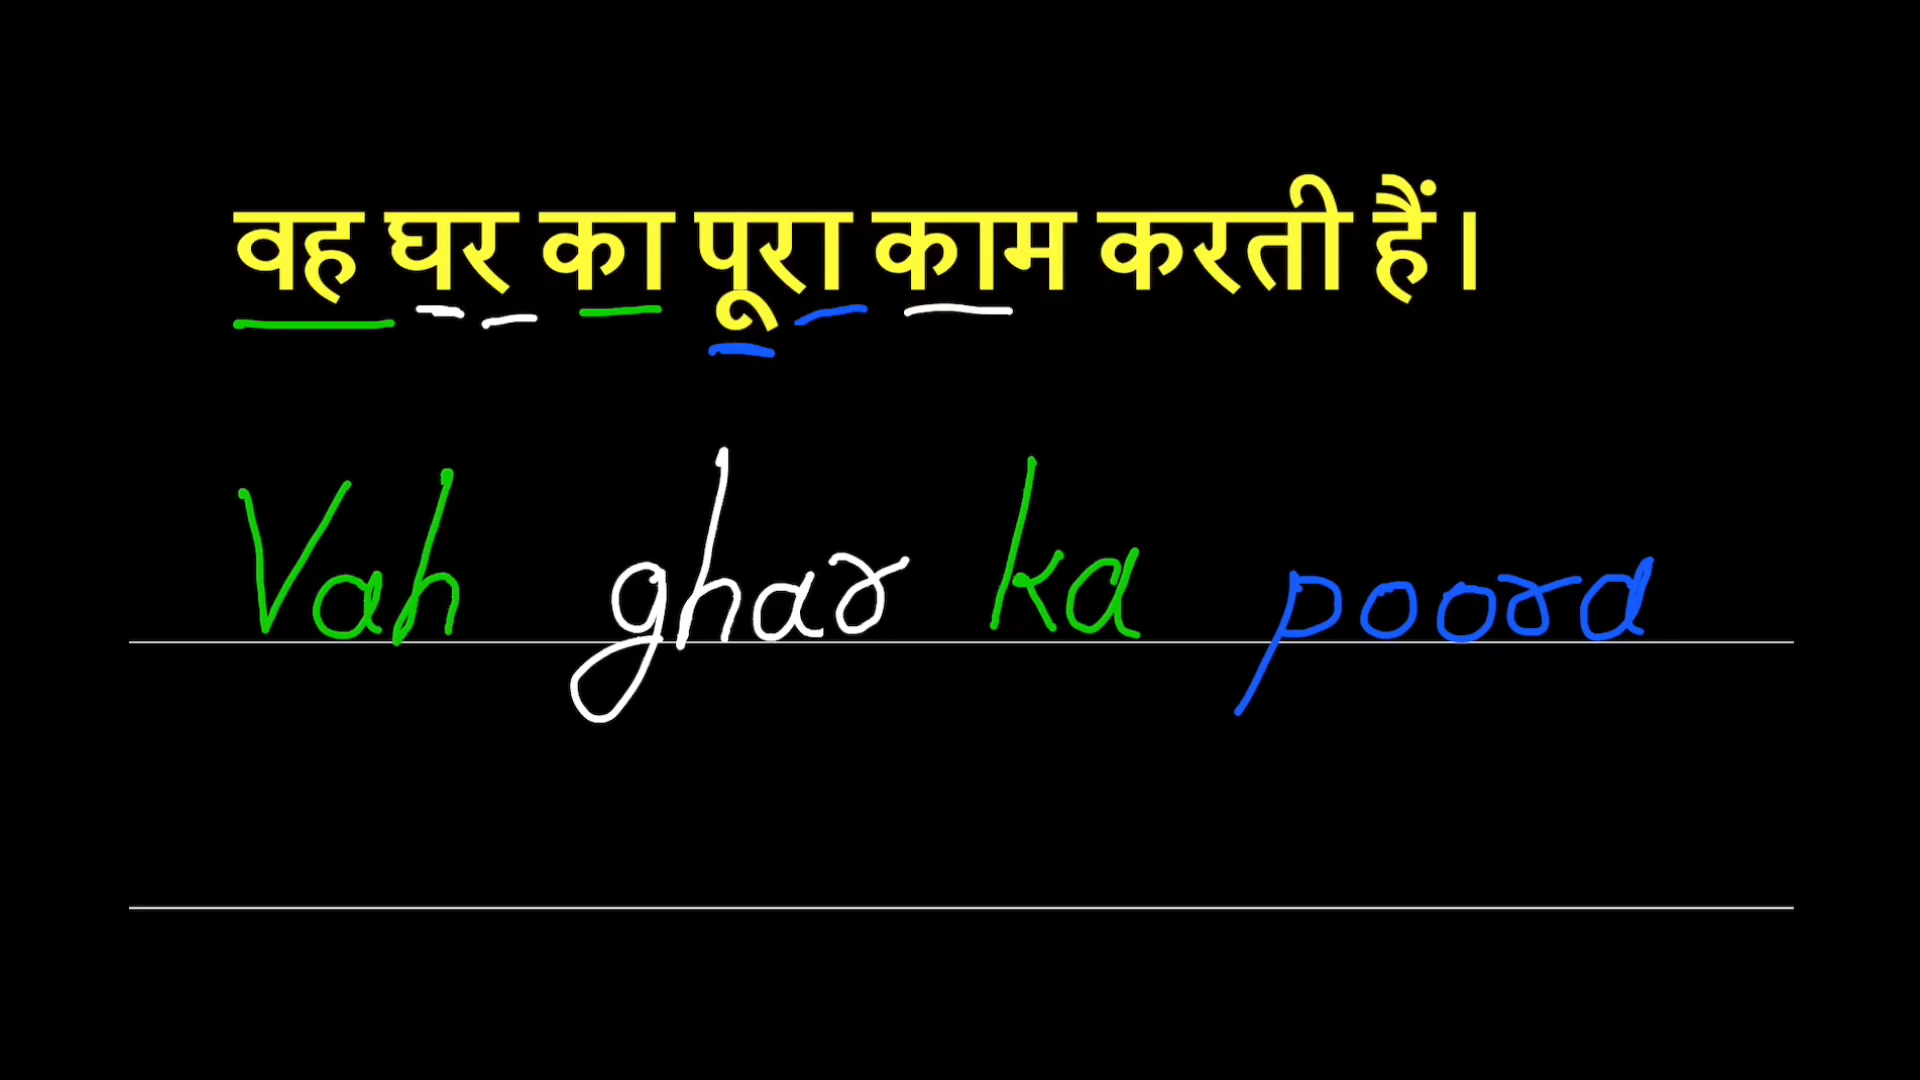 वह घर का पूरा काम करती हैं।
Vah ghar ka poora